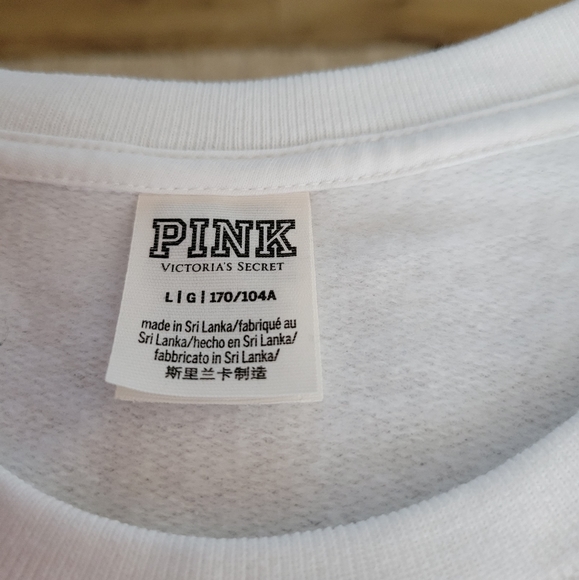 PINK
VICTORIA'S SECRET
L | G | 170/104A
made in Sri Lanka/fabriqué au
Sri Lanka/hecho en Sri Lanka/
fabbricato in Sri Lanka/
斯里兰卡制造